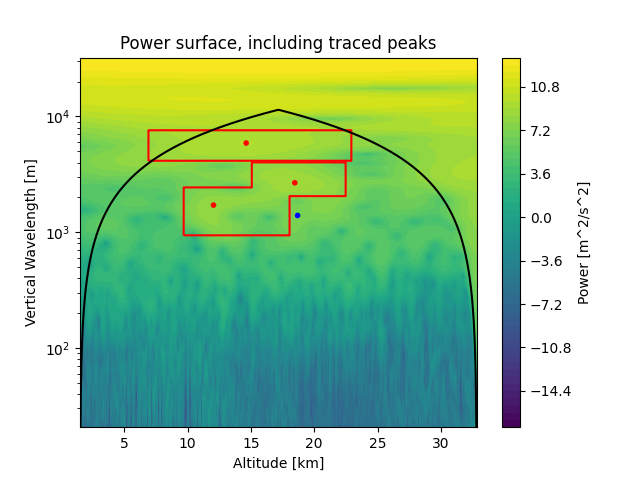 Power surface, including traced peaks
10^4
10^3
10^2
Vertical Wavelength [m]
5 10 15 20 25 30
Altitude [km]
10.8
7.2
3.6
0.0
−3.6
−7.2
−10.8
−14.4
Power [m^2/s^2]